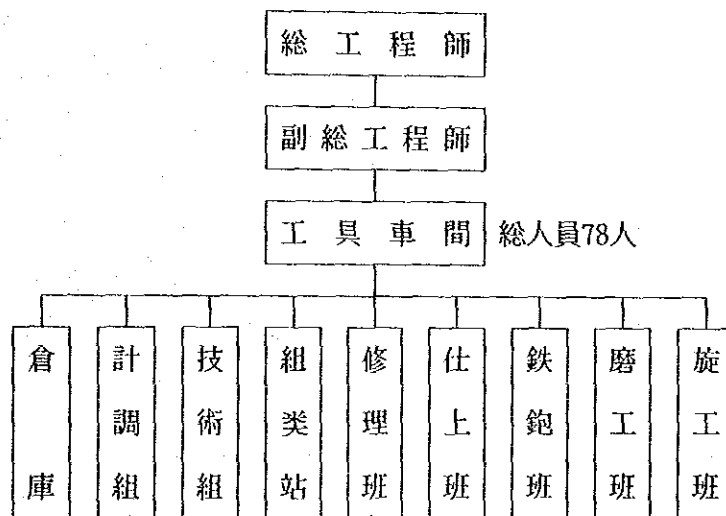 総工程師
副総工程師
工具車間 総人員78人
倉庫
計調組
技術組
組类站
修理班
仕上班
鉄鉋班
磨工班
旋工班